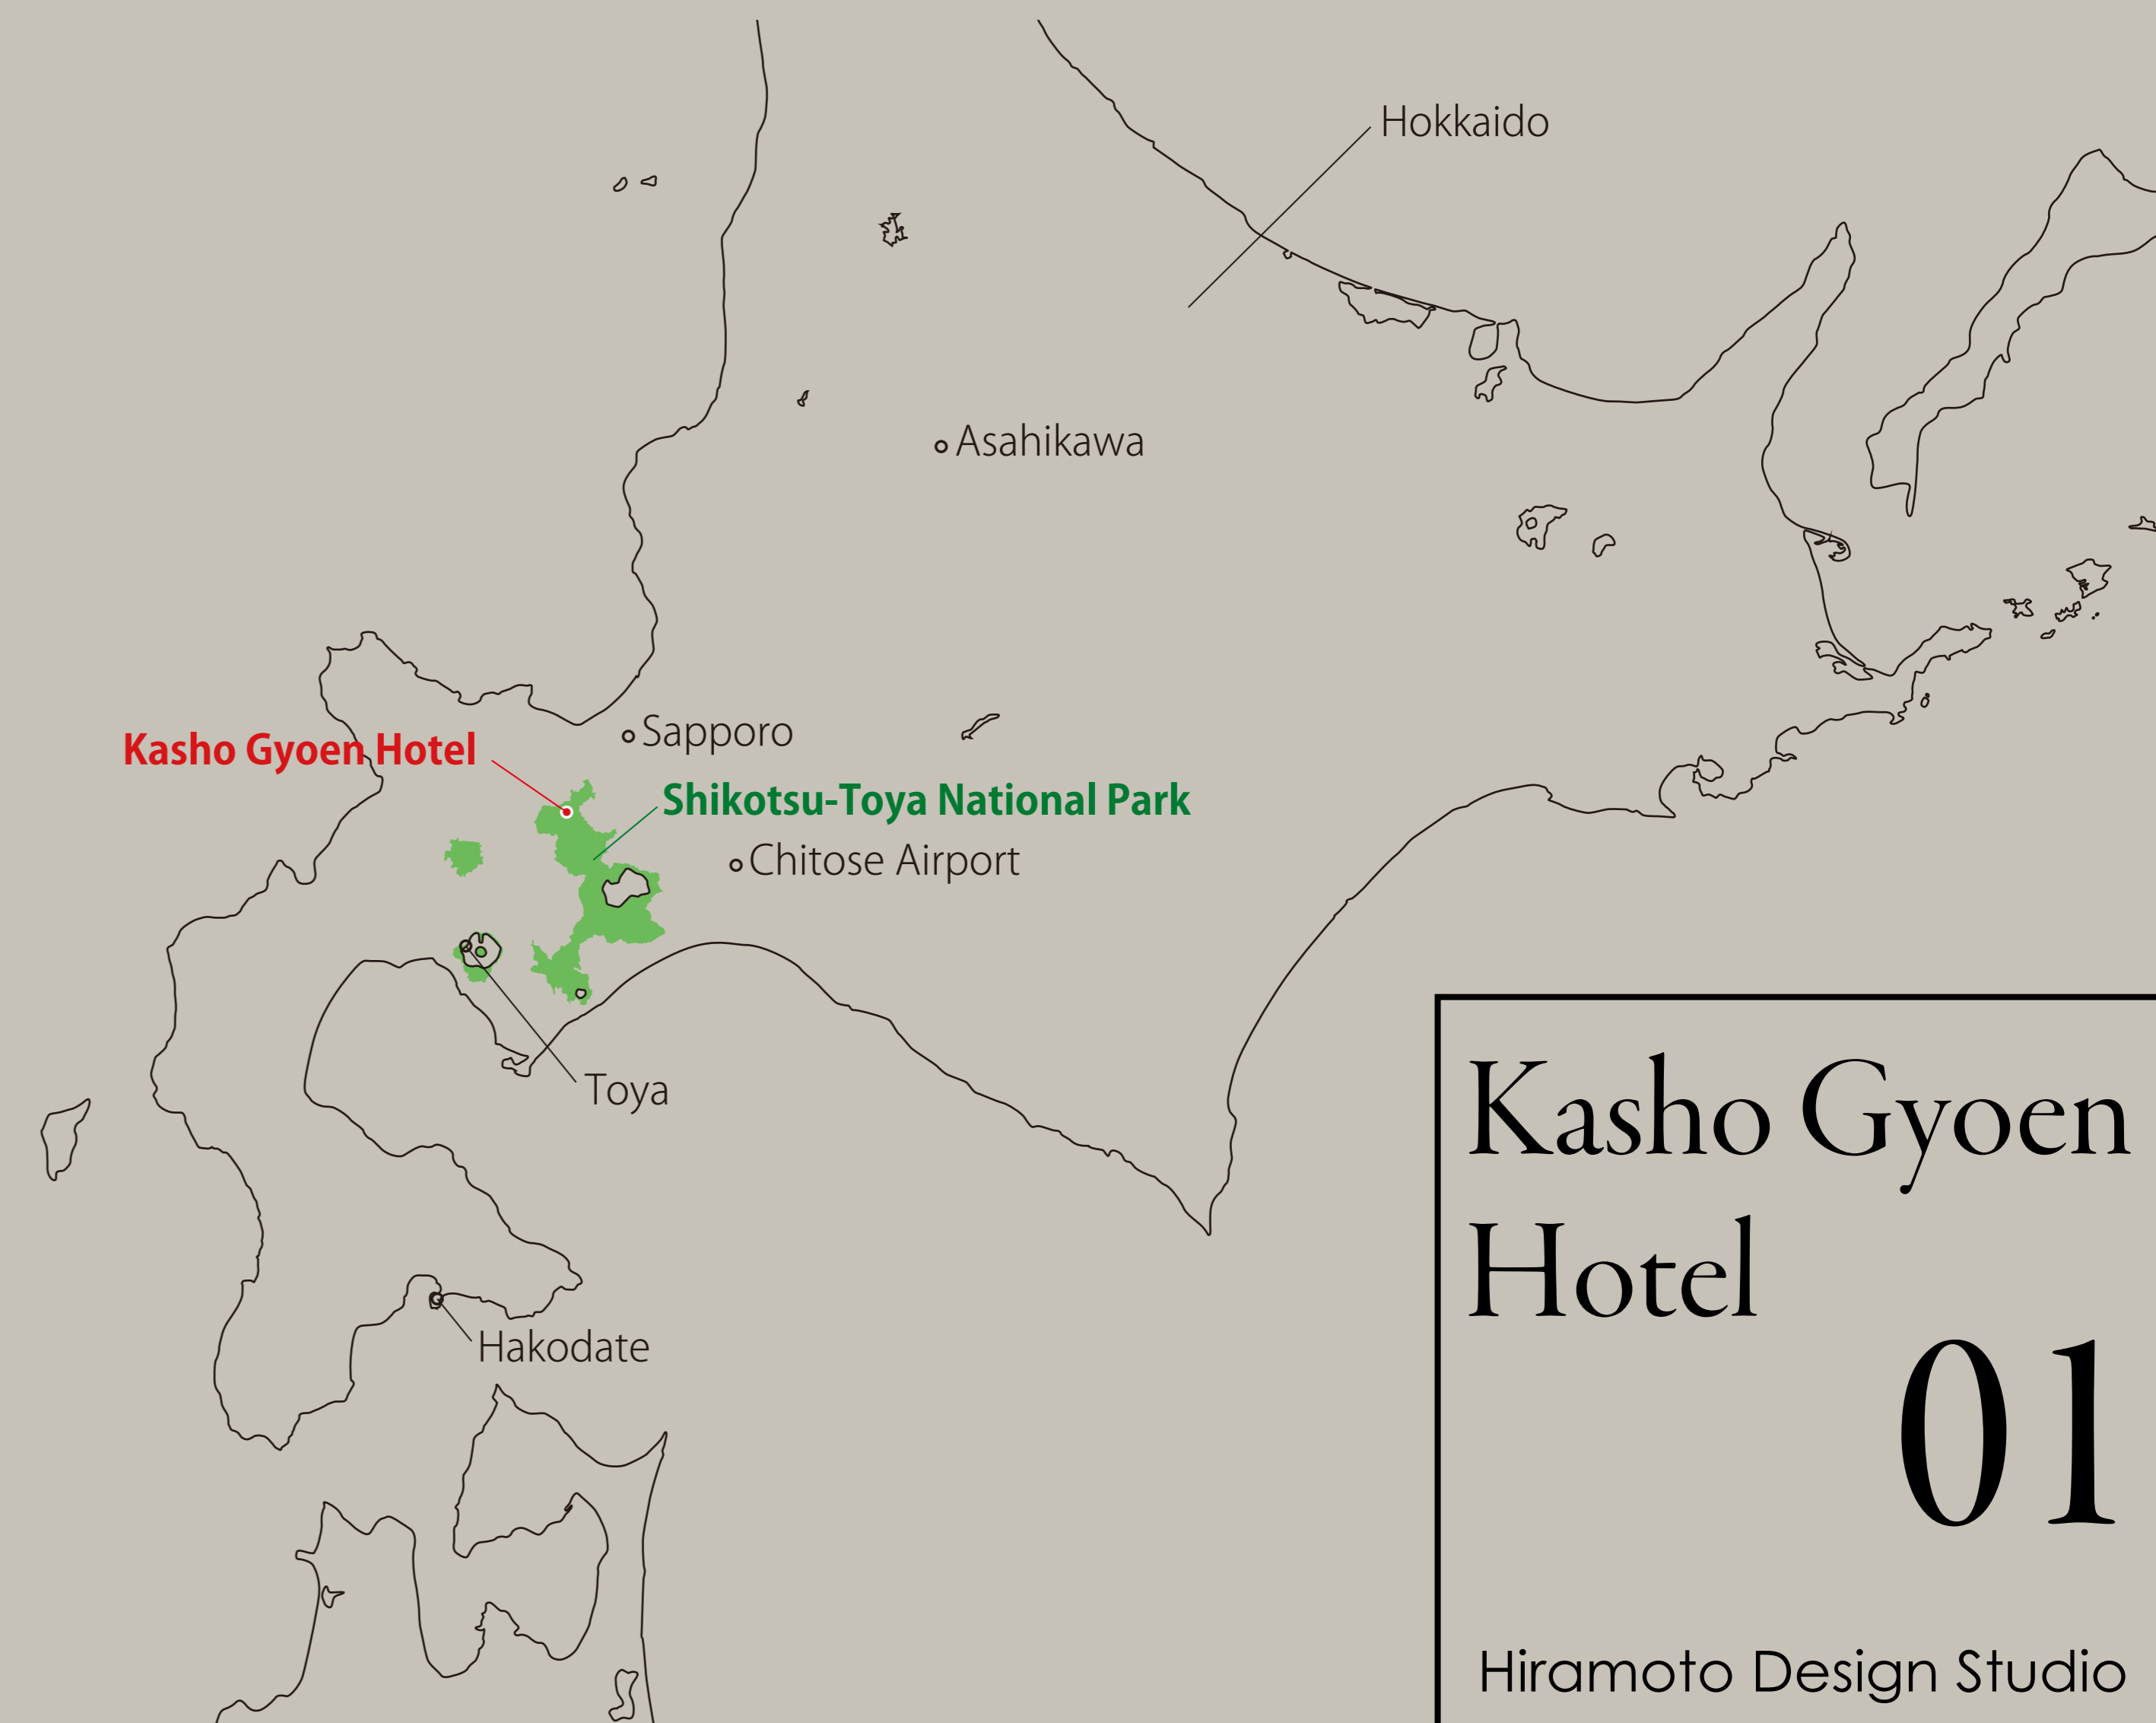 Hokkaido
Asahikawa
Sapporo
Kasho Gyoen Hotel
Shikotsu-Toya National Park
Chitose Airport
Toya
Hakodate
Kasho Gyoen
Hotel
01
Hiramoto Design Studio